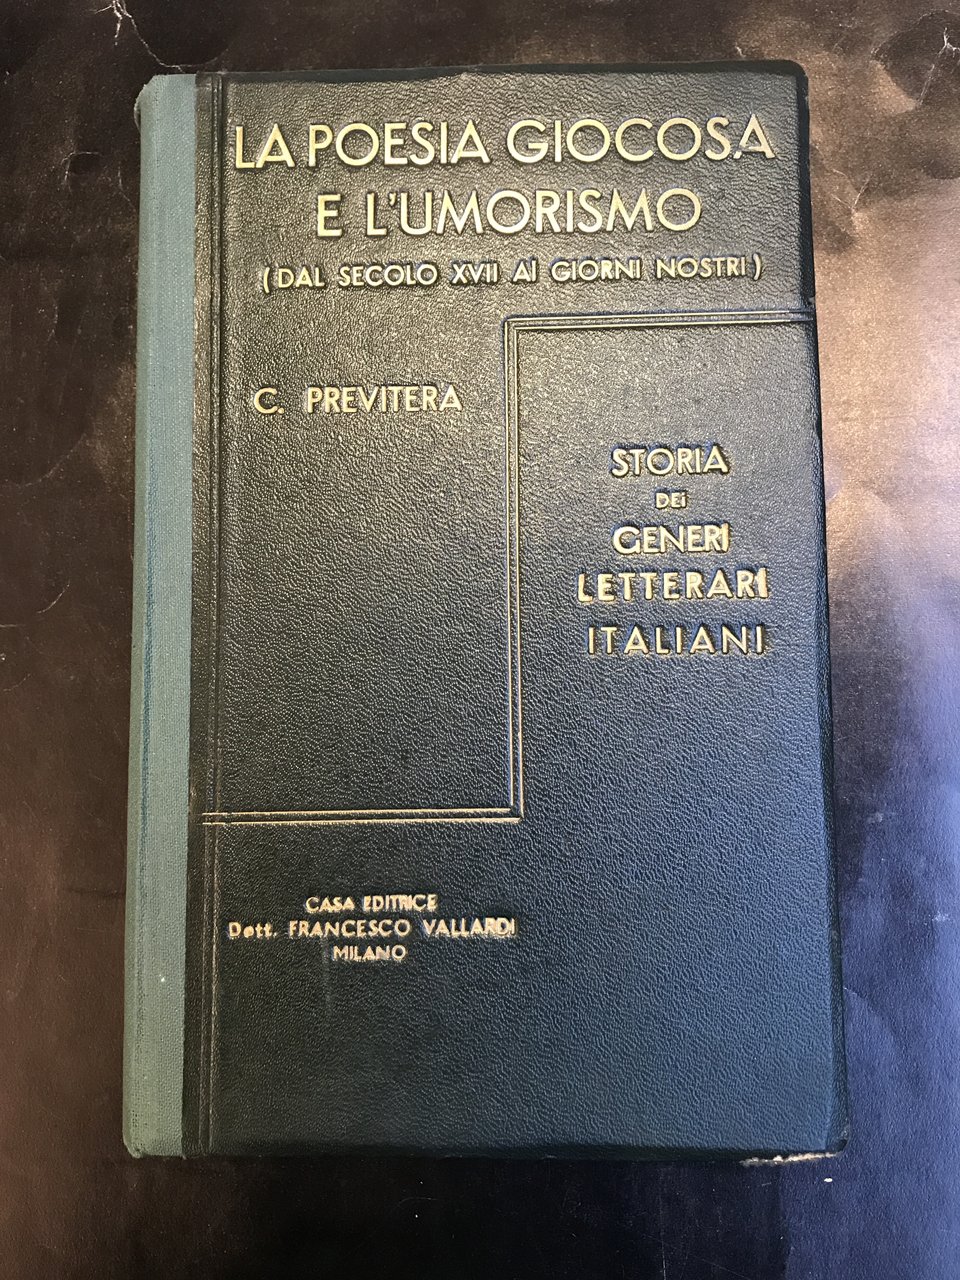 LA POESIA GIOCOSA
E L'UMORISMO
(DAL SECOLO XVII AI GIORNI NOSTRI)
C. PREVITERA
STORIA
DEI
GENERI
LETTERARI
ITALIANI
CASA EDITRICE
Dott. FRANCESCO VALLARDI
MILANO